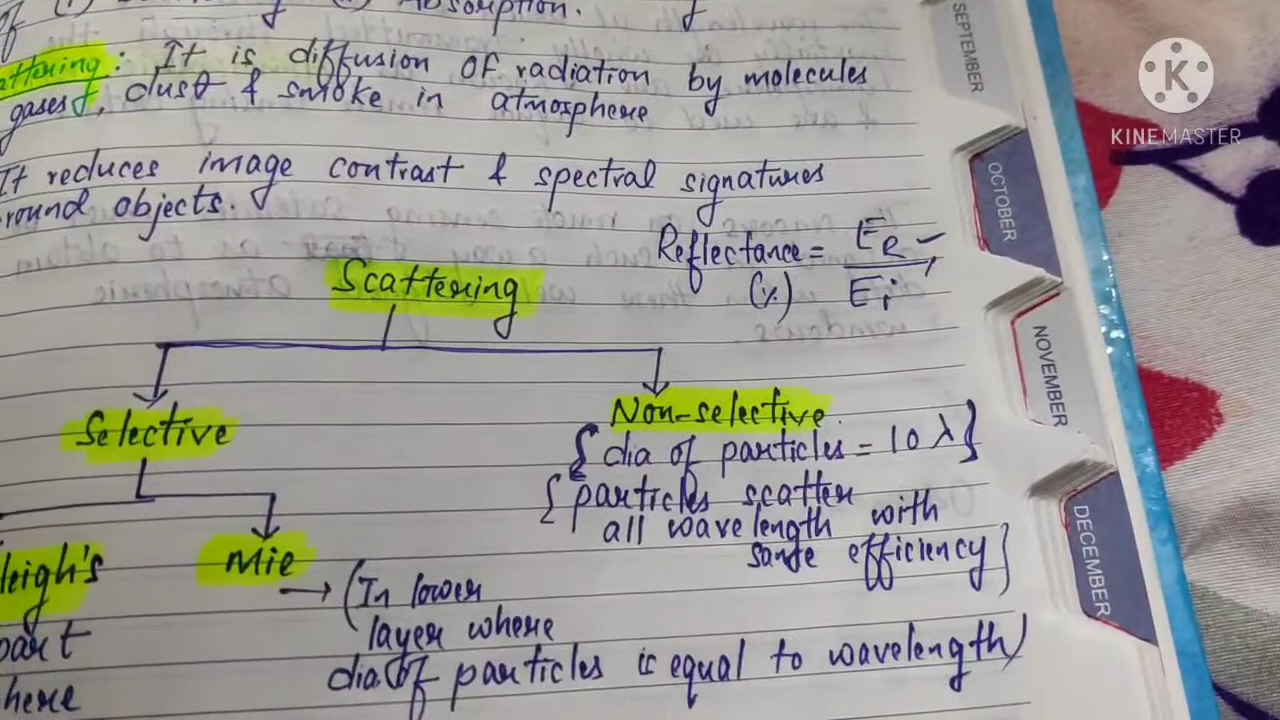 of (i) (ii) Absorption.
attering: It is diffusion of radiation by molecules
gases, dust & smoke in atmosphere
It reduces image contrast & spectral signatures
round objects.
Reflectance = ER
(%) Ei
Scattering
Selective
Non-selective
{dia of particles = 10 λ}
{particles scatter
all wavelength with
same efficiency}
leigh's
Mie
→ (In lower
part
layer where
dia of particles is equal to wavelength)
here
SEPTEMBER
OCTOBER
NOVEMBER
DECEMBER
K
KINEMASTER